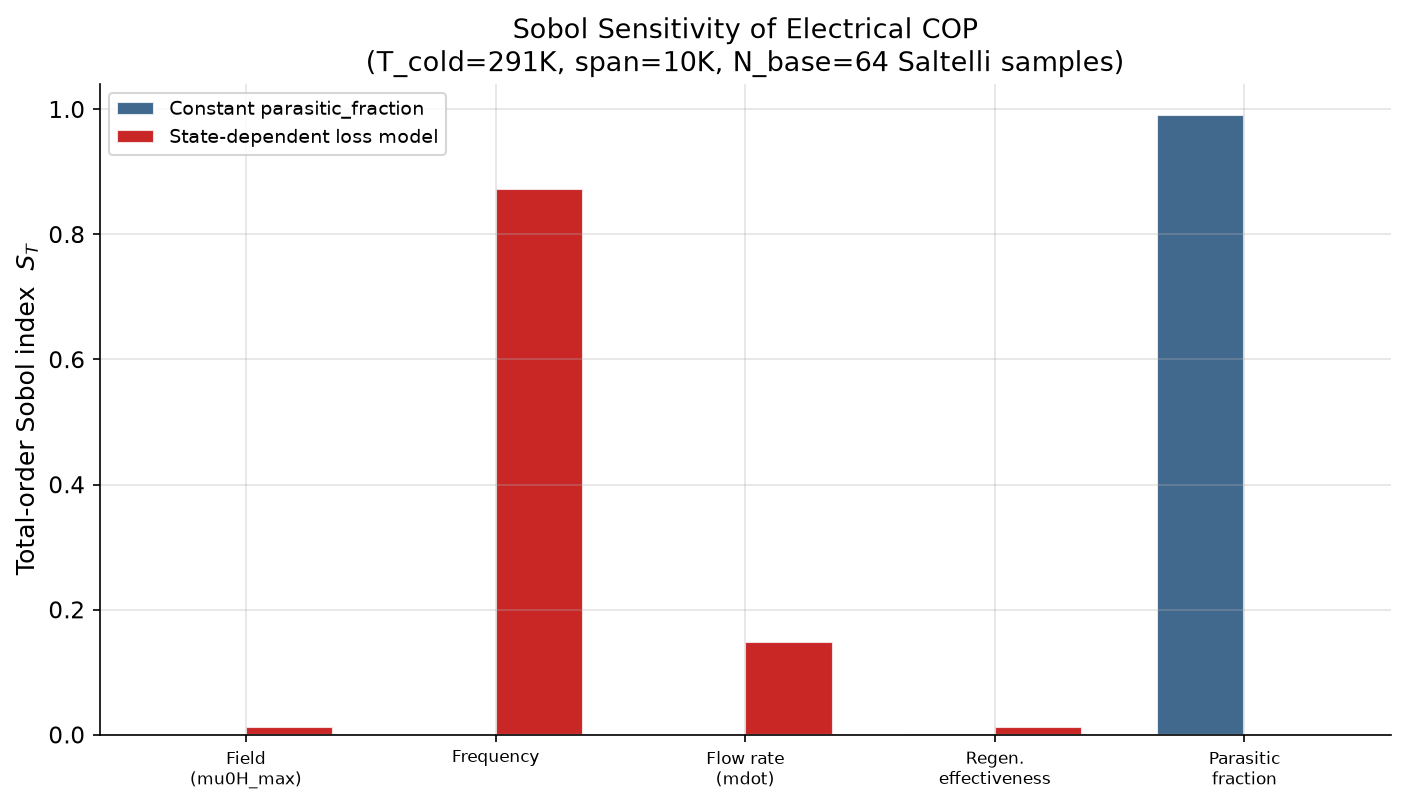 Sobol Sensitivity of Electrical COP
(T_cold=291K, span=10K, N_base=64 Saltelli samples)
Constant parasitic_fraction
State-dependent loss model
Total-order Sobol index S_T
1.0
0.8
0.6
0.4
0.2
0.0
Field
(mu0H_max)
Frequency
Flow rate
(mdot)
Regen.
effectiveness
Parasitic
fraction